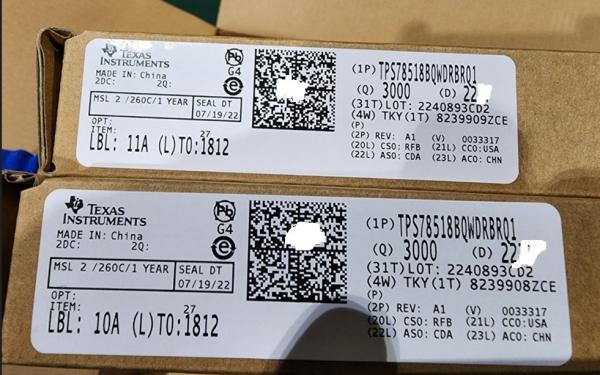 TEXAS
INSTRUMENTS
MADE IN: China
2DC: 2Q:
Pb
G4
e
MSL 2 /260C/1 YEAR SEAL DT
07/19/22
OPT:
ITEM:
27
LBL: 11A (L)TO:1812
(1P) TPS78518BQWDRBRQ1
(Q) 3000 (D) 22
(31T)LOT: 2240893CD2
(4W) TKY(1T) 8239909ZCE
(P)
(2P) REV: A1 (V) 0033317
(20L) CSO: RFB (21L) CCO:USA
(22L) ASO: CDA (23L) ACO: CHN
TEXAS
INSTRUMENTS
MADE IN: China
2DC: 2Q:
Pb
G4
e
MSL 2 /260C/1 YEAR SEAL DT
07/19/22
OPT:
ITEM:
27
LBL: 10A (L)TO:1812
(1P) TPS78518BQWDRBRQ1
(Q) 3000 (D) 22
(31T)LOT: 2240893CD2
(4W) TKY(1T) 8239908ZCE
(P)
(2P) REV: A1 (V) 0033317
(20L) CSO: RFB (21L) CCO:USA
(22L) ASO: CDA (23L) ACO: CHN